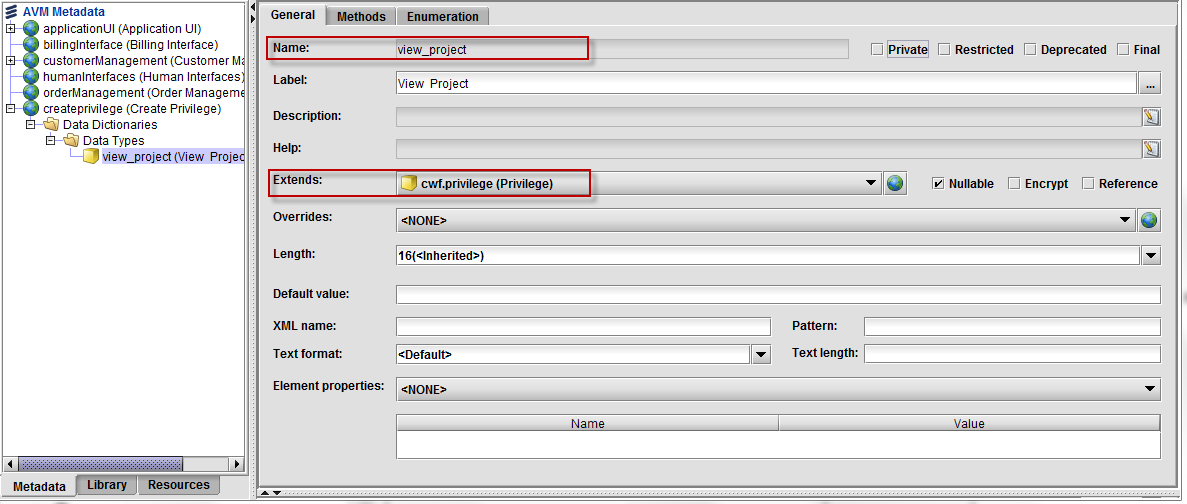 AVM Metadata
applicationUI (Application UI)
billingInterface (Billing Interface)
customerManagement (Customer Ma
humanInterfaces (Human Interfaces)
orderManagement (Order Manageme
createprivilege (Create Privilege)
Data Dictionaries
Data Types
view_project (View Projec
Metadata
Library
Resources
General
Methods
Enumeration
Name:
view_project
Private
Restricted
Deprecated
Final
Label:
View Project
...
Description:
Help:
Extends:
cwf.privilege (Privilege)
Nullable
Encrypt
Reference
Overrides:
<NONE>
Length:
16(<Inherited>)
Default value:
XML name:
Pattern:
Text format:
<Default>
Text length:
Element properties:
<NONE>
Name
Value